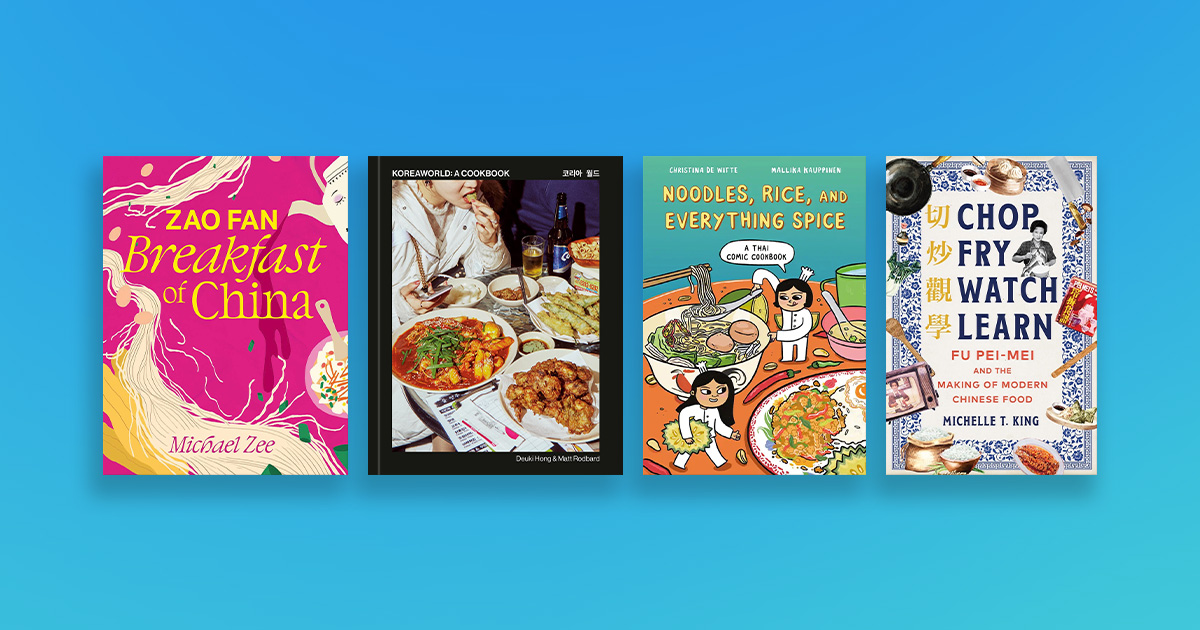 ZAO FAN
Breakfast
of China
Michael Zee
KOREAWORLD: A COOKBOOK
코리아 월드
Deuki Hong & Matt Rodbard
CHRISTINA DE WITTE
MALLIKA KAUPPINEN
NOODLES, RICE, AND
EVERYTHING SPICE
A THAI
COMIC COOKBOOK
切 CHOP
炒 FRY
觀 WATCH
學 LEARN
FU PEI-MEI
AND THE
MAKING OF MODERN
CHINESE FOOD
MICHELLE T. KING